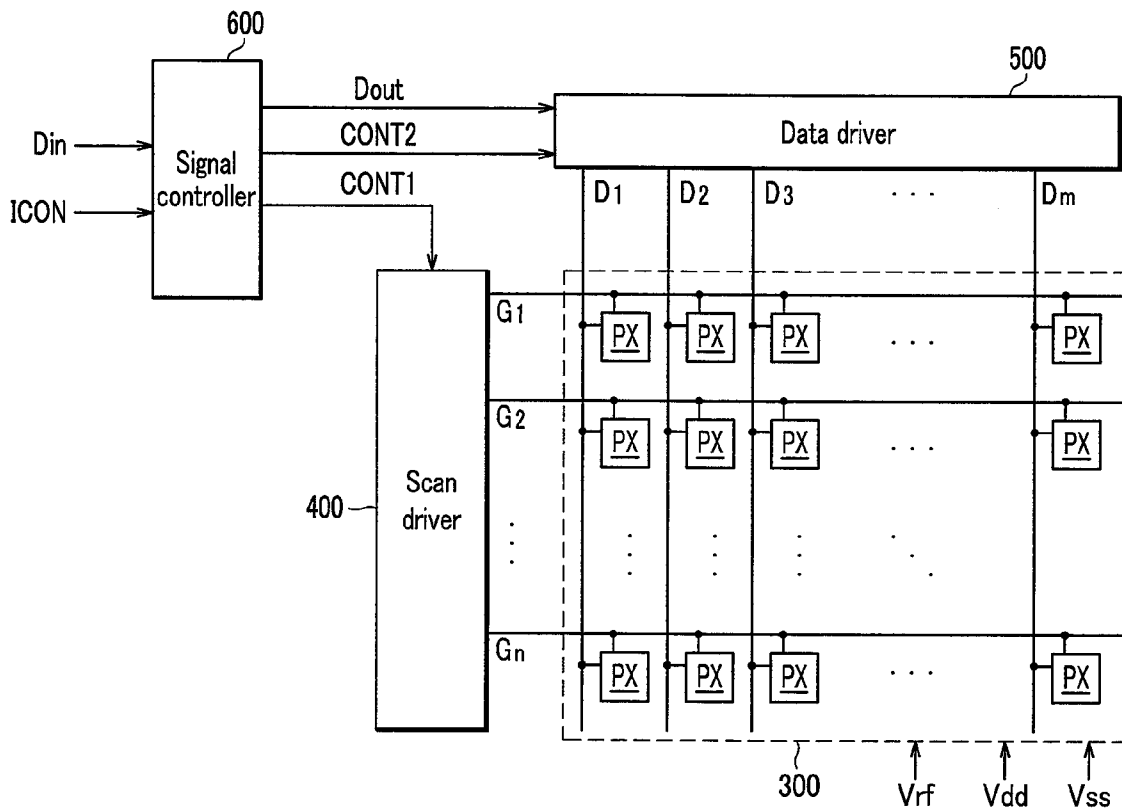 600
500
Dout
Din
CONT2
Data driver
Signal controller
CONT1
ICON
D1 D2 D3 . . . Dm
G1
PX PX PX . . . PX
G2
PX PX PX . . . PX
400
Scan driver
Gn
PX PX PX . . . PX
300
Vrf Vdd Vss